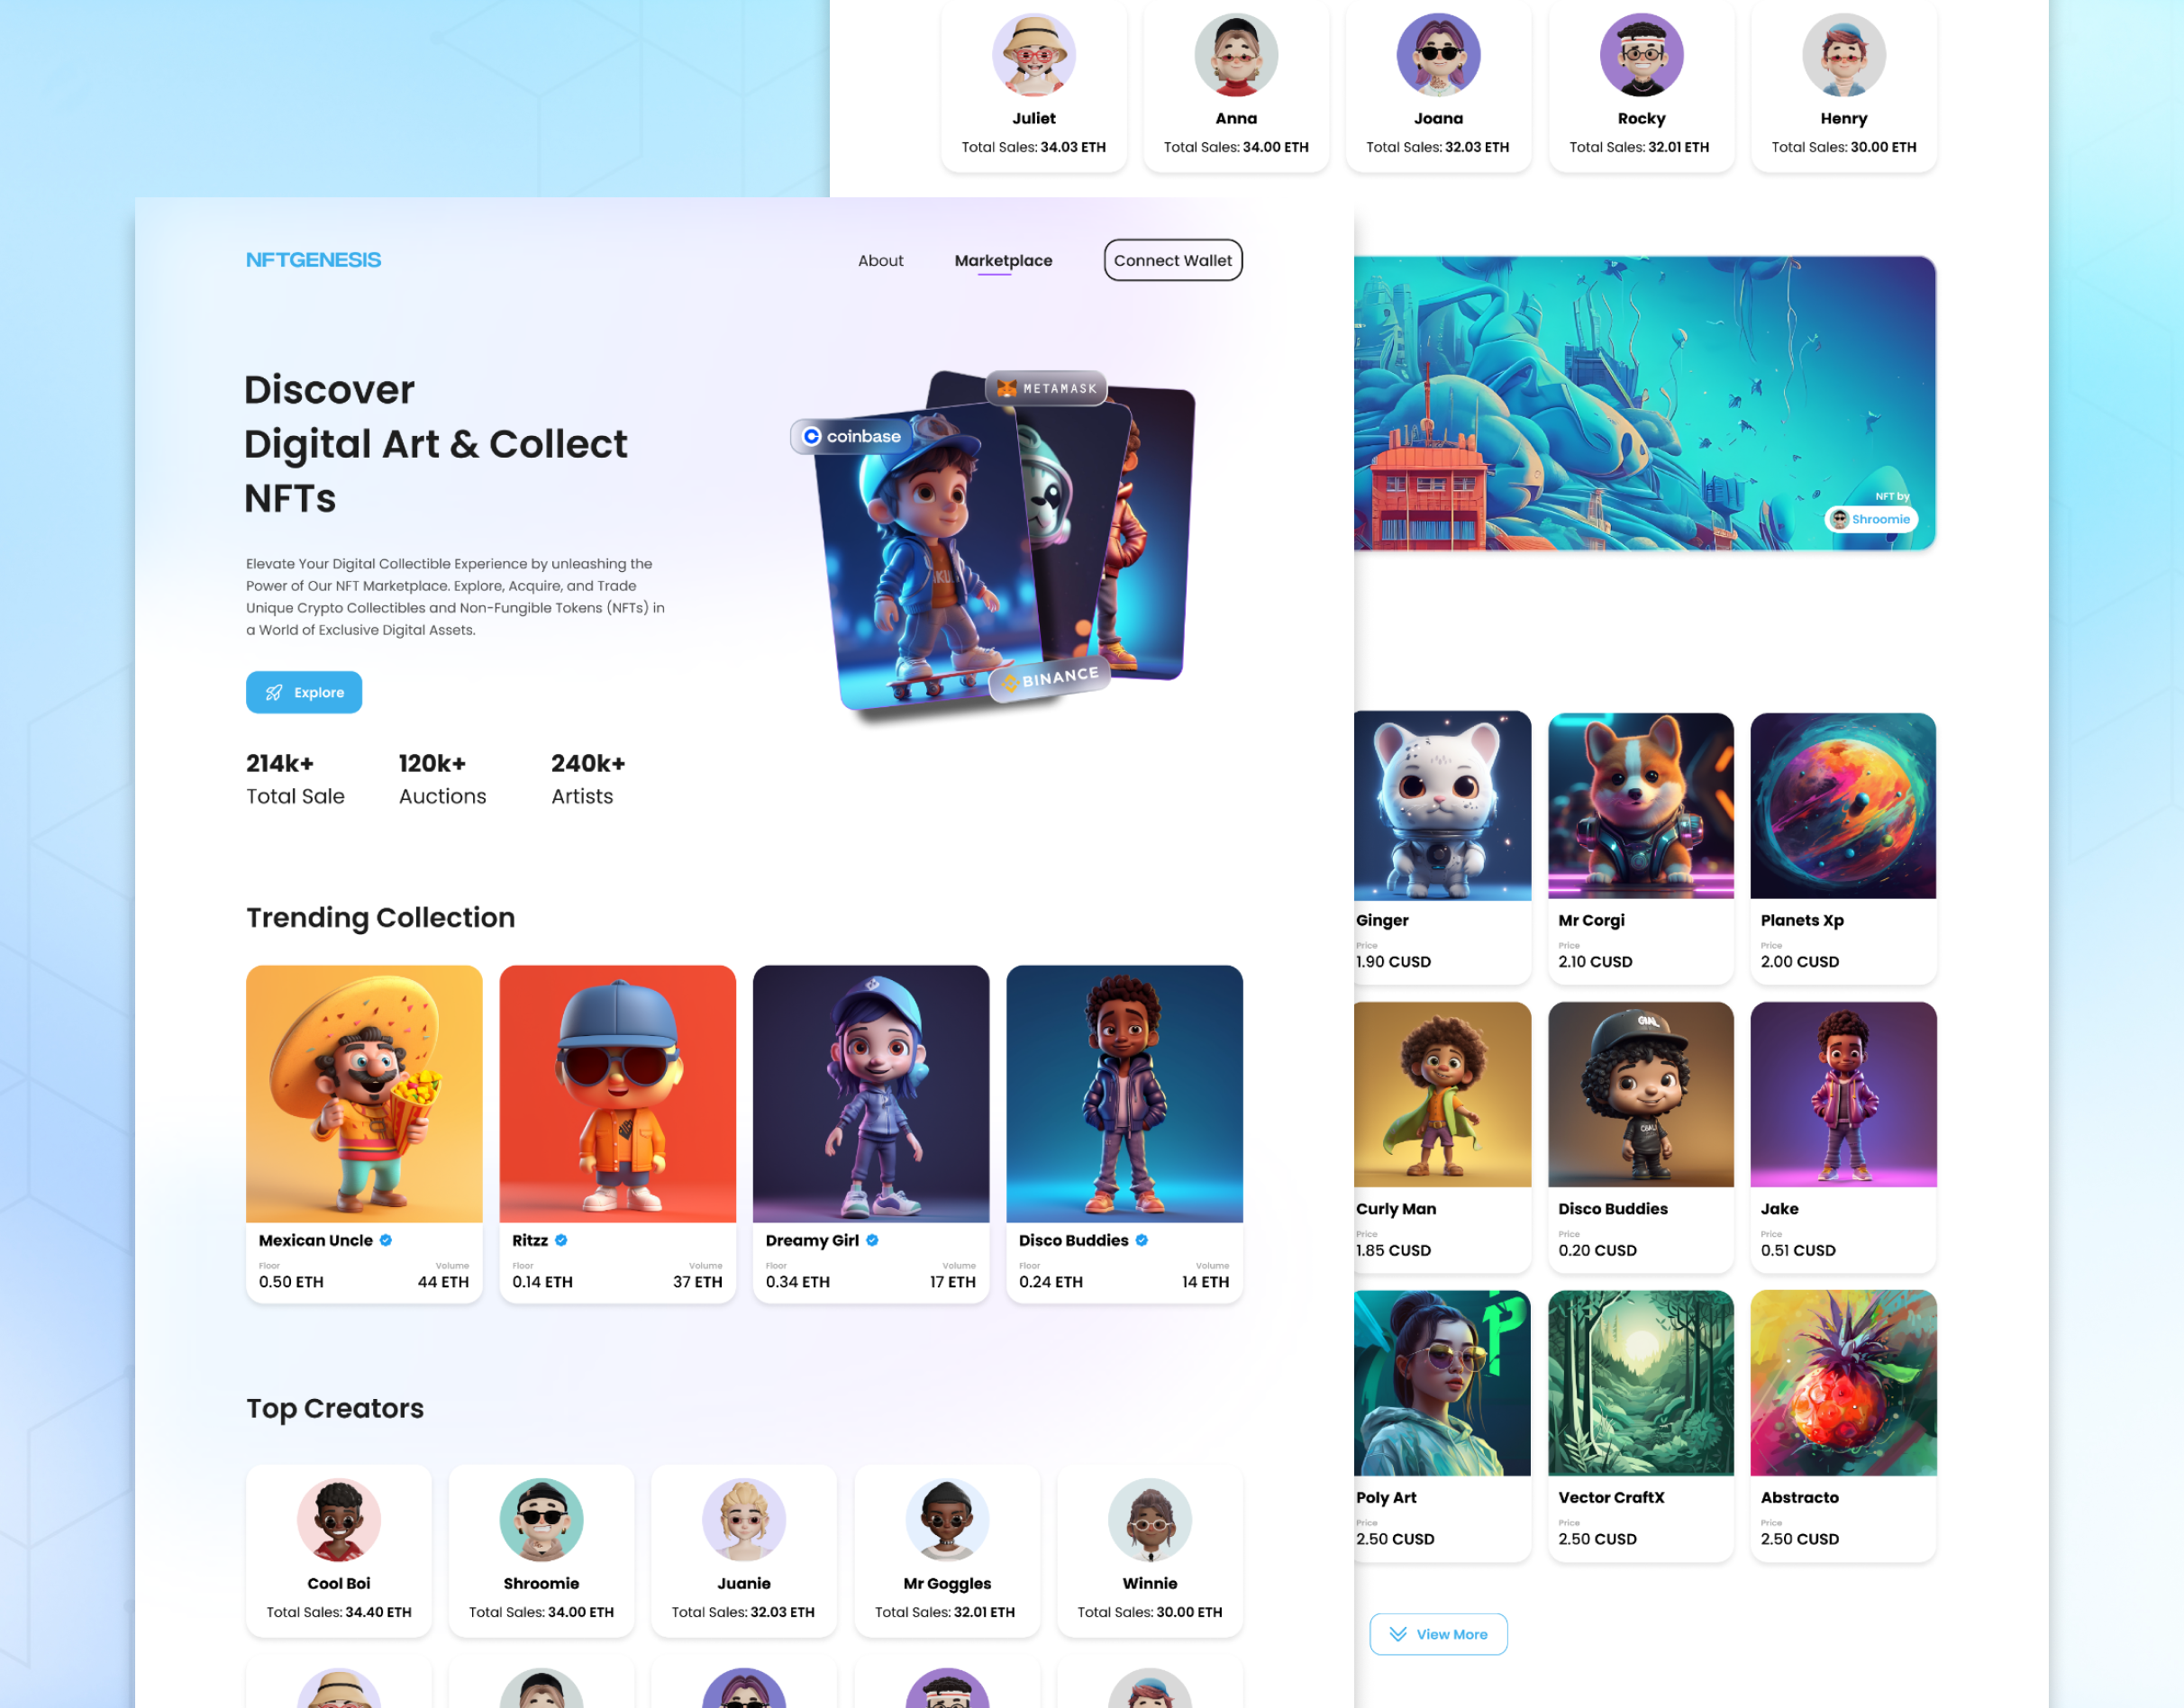 Juliet
Total Sales: 34.03 ETH
Anna
Total Sales: 34.00 ETH
Joana
Total Sales: 32.03 ETH
Rocky
Total Sales: 32.01 ETH
Henry
Total Sales: 30.00 ETH
NFTGENESIS
About
Marketplace
Connect Wallet
Discover
Digital Art & Collect
NFTs
Elevate Your Digital Collectible Experience by unleashing the
Power of Our NFT Marketplace. Explore, Acquire, and Trade
Unique Crypto Collectibles and Non-Fungible Tokens (NFTs) in
a World of Exclusive Digital Assets.
Explore
214k+
Total Sale
120k+
Auctions
240k+
Artists
METAMASK
coinbase
BINANCE
NFT by
Shroomie
Trending Collection
Mexican Uncle
Floor
0.50 ETH
Volume
44 ETH
Ritzz
Floor
0.14 ETH
Volume
37 ETH
Dreamy Girl
Floor
0.34 ETH
Volume
17 ETH
Disco Buddies
Floor
0.24 ETH
Volume
14 ETH
Top Creators
Cool Boi
Total Sales: 34.40 ETH
Shroomie
Total Sales: 34.00 ETH
Juanie
Total Sales: 32.03 ETH
Mr Goggles
Total Sales: 32.01 ETH
Winnie
Total Sales: 30.00 ETH
Ginger
Price
1.90 CUSD
Mr Corgi
Price
2.10 CUSD
Planets Xp
Price
2.00 CUSD
Curly Man
Price
1.85 CUSD
Disco Buddies
Price
0.20 CUSD
Jake
Price
0.51 CUSD
Poly Art
Price
2.50 CUSD
Vector CraftX
Price
2.50 CUSD
Abstracto
Price
2.50 CUSD
View More